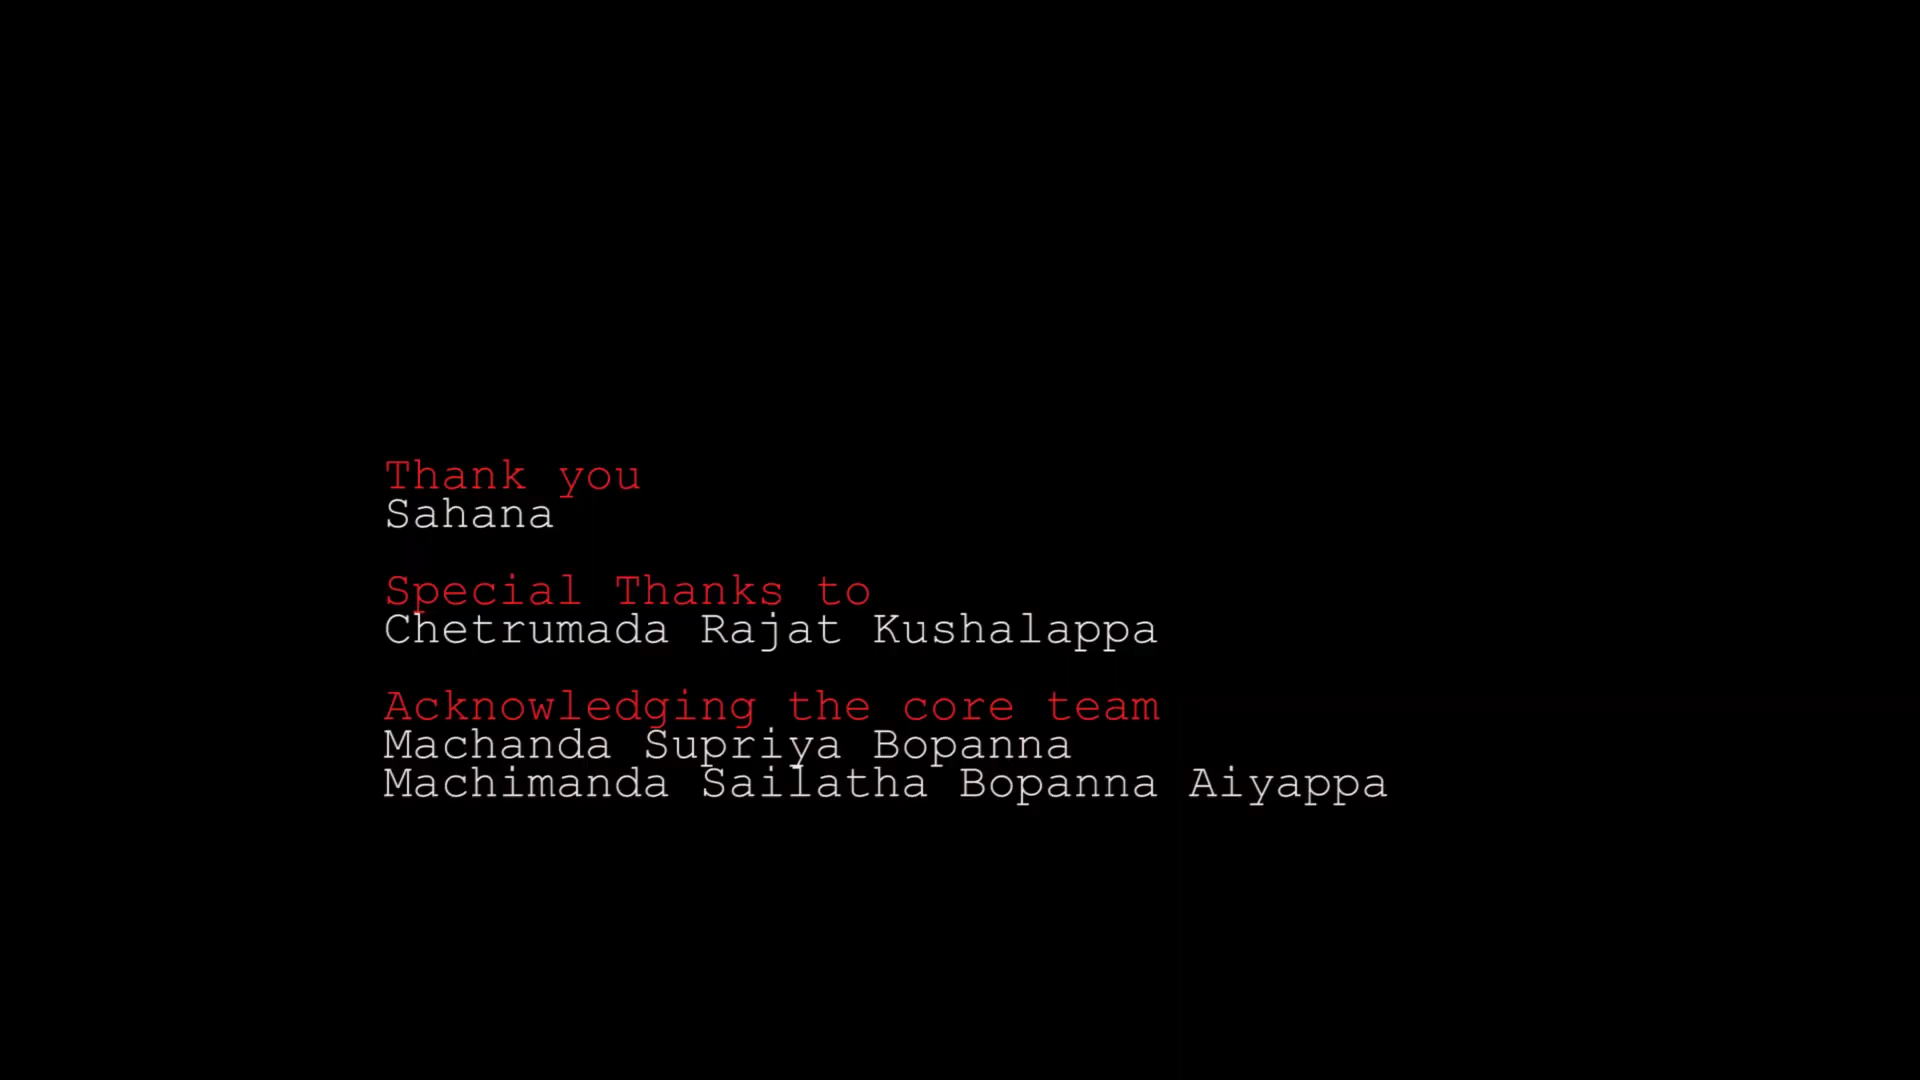 Thank you
Sahana
Special Thanks to
Chetrumada Rajat Kushalappa
Acknowledging the core team
Machanda Supriya Bopanna
Machimanda Sailatha Bopanna Aiyappa